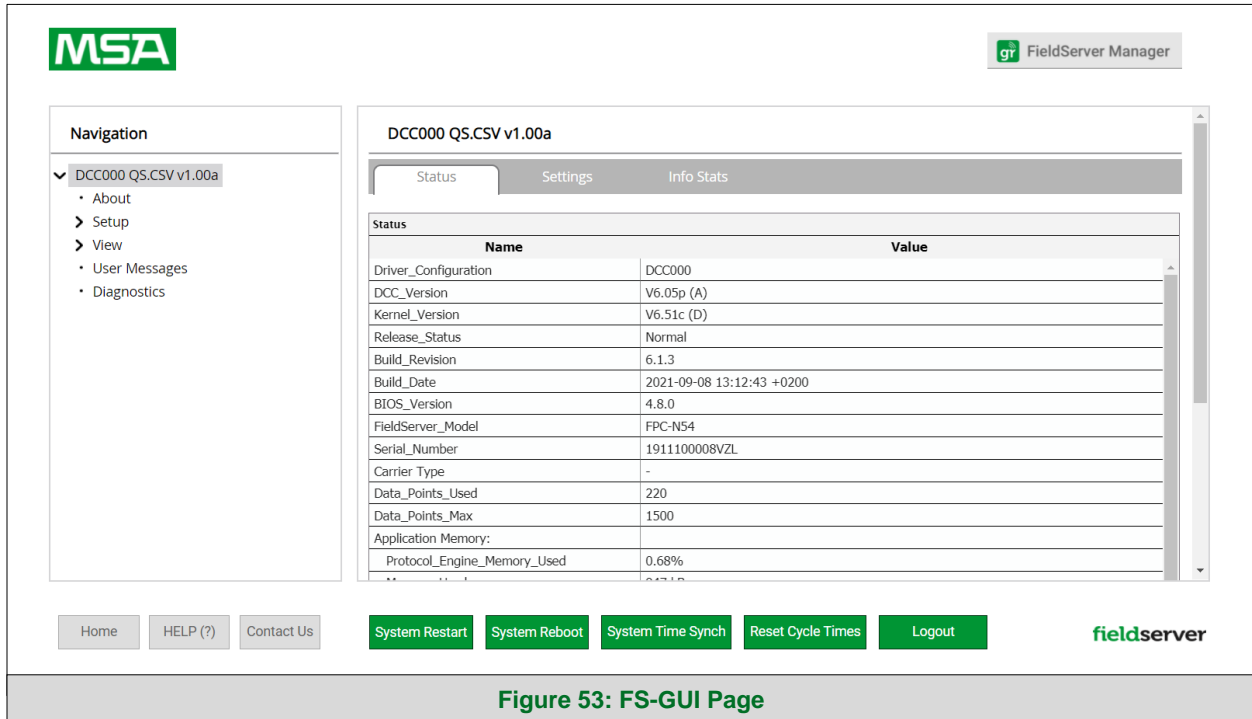 MSA
gr FieldServer Manager
Navigation
DCC000 QS.CSV v1.00a
About
Setup
View
User Messages
Diagnostics
DCC000 QS.CSV v1.00a
Status Settings Info Stats
Status
Name Value
Driver_Configuration DCC000
DCC_Version V6.05p (A)
Kernel_Version V6.51c (D)
Release_Status Normal
Build_Revision 6.1.3
Build_Date 2021-09-08 13:12:43 +0200
BIOS_Version 4.8.0
FieldServer_Model FPC-N54
Serial_Number 1911100008VZL
Carrier Type -
Data_Points_Used 220
Data_Points_Max 1500
Application Memory:
Protocol_Engine_Memory_Used 0.68%
Home HELP (?) Contact Us System Restart System Reboot System Time Synch Reset Cycle Times Logout fieldserver
Figure 53: FS-GUI Page